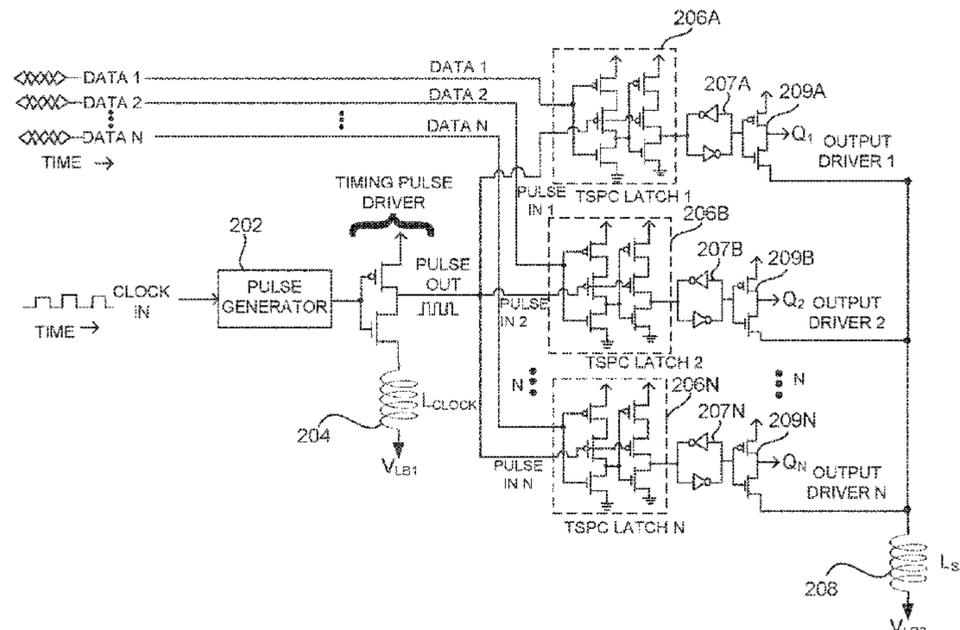 206A
DATA 1
DATA 1
207A
209A
DATA 2
DATA 2
Q1
OUTPUT
DRIVER 1
DATA N
DATA N
TIME
TIMING PULSE
DRIVER
PULSE
IN 1
TSPC LATCH 1
206B
202
207B
209B
PULSE
OUT
CLOCK
IN
PULSE
GENERATOR
PULSE
IN 2
Q2
OUTPUT
DRIVER 2
TIME
TSPC LATCH 2
N
206N
N
LCLOCK
207N
209N
204
VLB1
QN
PULSE
IN N
OUTPUT
DRIVER N
TSPC LATCH N
208